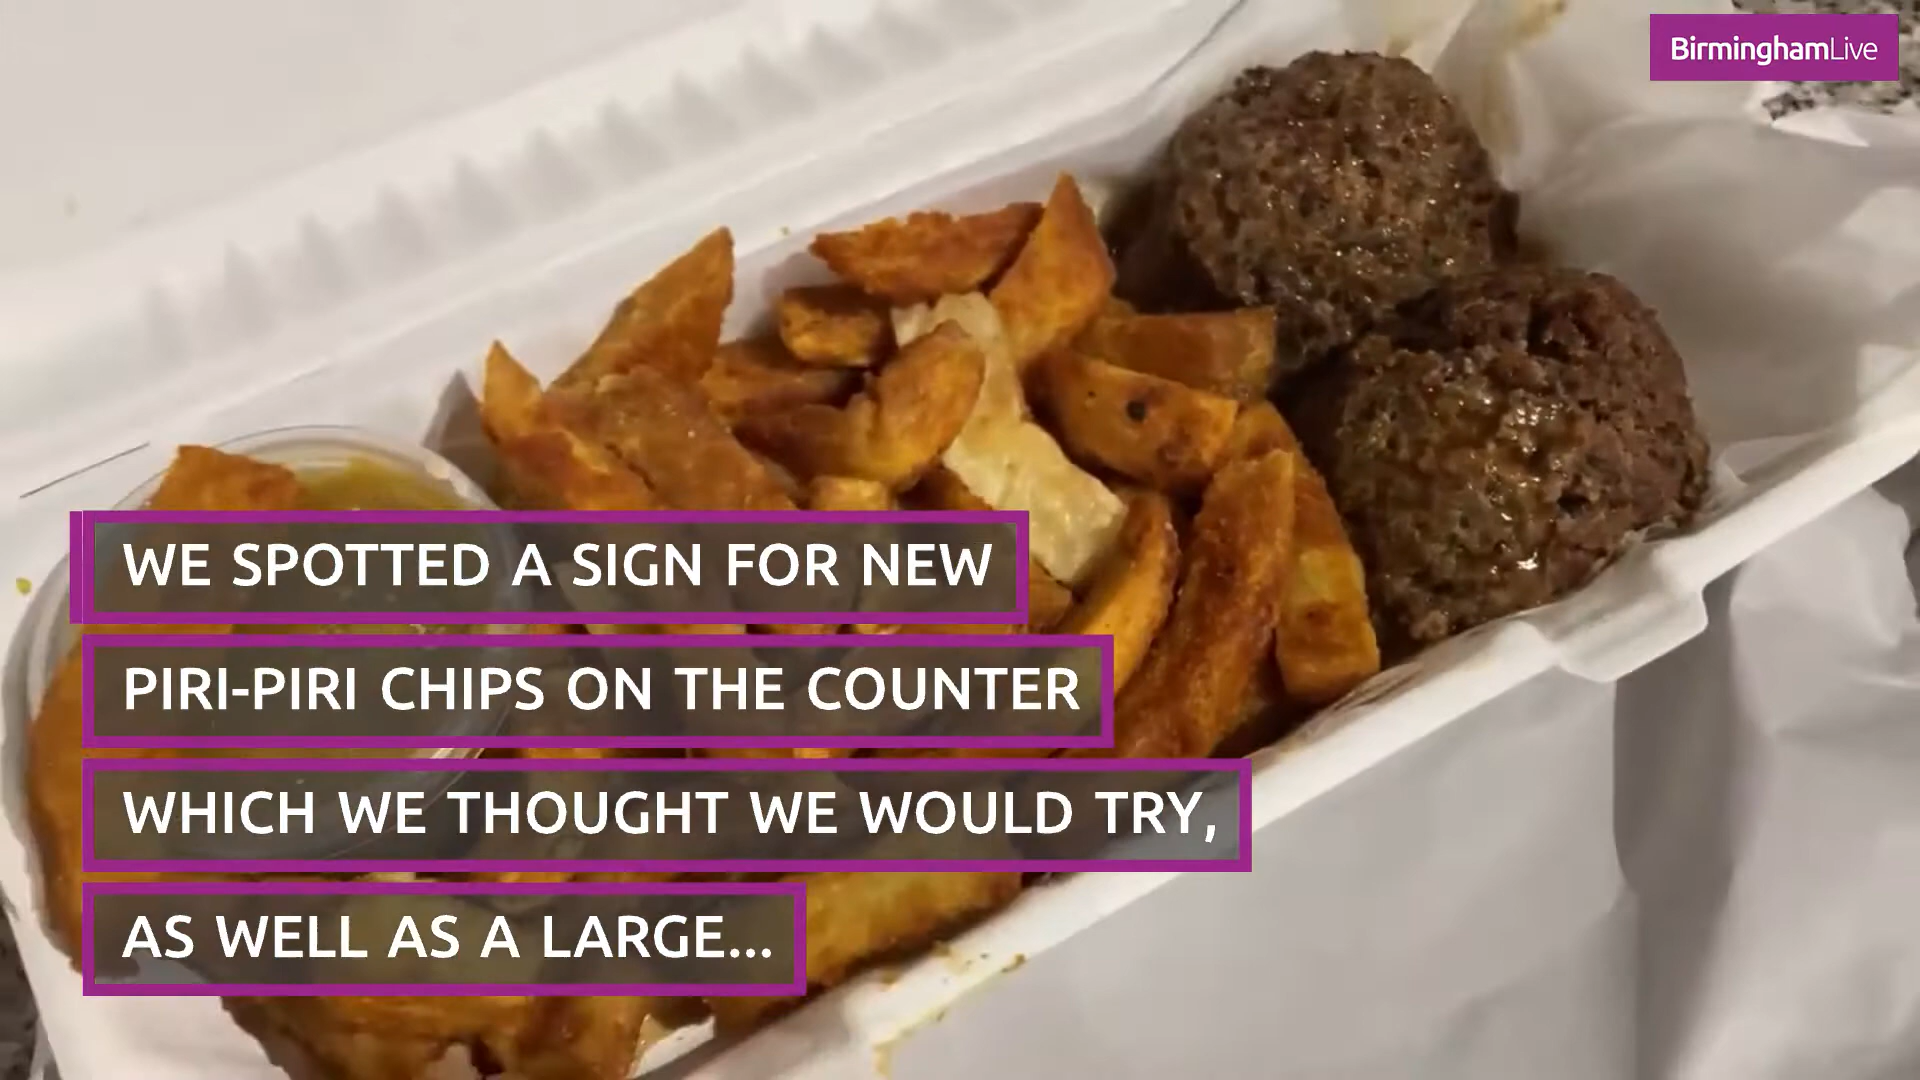 BirminghamLive
WE SPOTTED A SIGN FOR NEW
PIRI-PIRI CHIPS ON THE COUNTER
WHICH WE THOUGHT WE WOULD TRY,
AS WELL AS A LARGE...